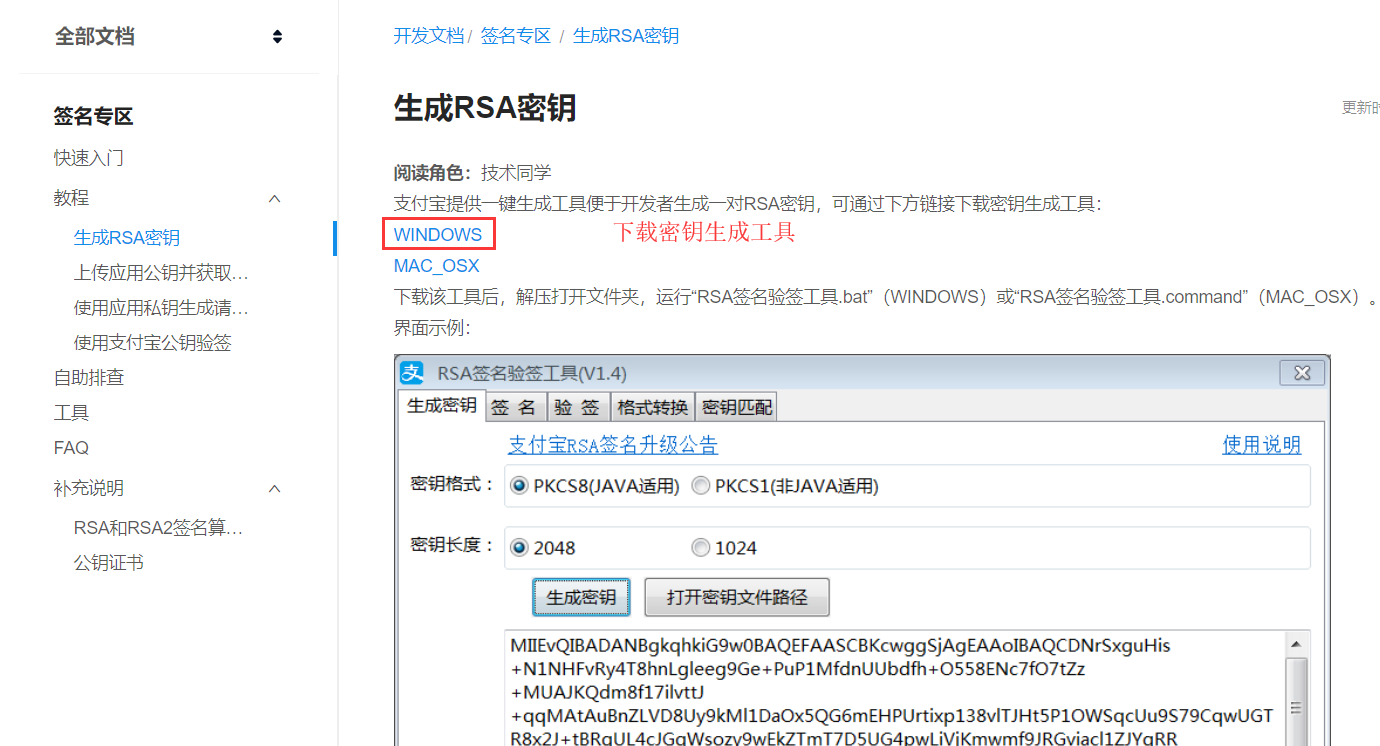 全部文档
签名专区
快速入门
教程
生成RSA密钥
上传应用公钥并获取...
使用应用私钥生成请...
使用支付宝公钥验签
自助排查
工具
FAQ
补充说明
RSA和RSA2签名算...
公钥证书
开发文档 / 签名专区 / 生成RSA密钥
生成RSA密钥
更新时
阅读角色：技术同学
支付宝提供一键生成工具便于开发者生成一对RSA密钥，可通过下方链接下载密钥生成工具：
WINDOWS
下载密钥生成工具
MAC_OSX
下载该工具后，解压打开文件夹，运行“RSA签名验签工具.bat”（WINDOWS）或“RSA签名验签工具.command”（MAC_OSX）。
界面示例：
支 RSA签名验签工具(V1.4)
生成密钥 签 名 验 签 格式转换 密钥匹配
支付宝RSA签名升级公告 使用说明
密钥格式： PKCS8(JAVA适用) PKCS1(非JAVA适用)
密钥长度： 2048 1024
生成密钥 打开密钥文件路径
MIIEvQIBADANBgkqhkiG9w0BAQEFAASCBKcwggSjAgEAAoIBAQCDNrSxguHis
+N1NHFvRy4T8hnLgleeg9Ge+PuP1MfdnUUbdfh+O558ENc7fO7tZz
+MUAJKQdm8f17ilvttJ
+qqMAtAuBnZLVD8Uy9kMl1DaOx5QG6mEHPUrtixp138vlTJHt5P1OWSqcUu9S79CqwUGT
R8x2J+tBRqUL4cJGqWsozy9wEkZTmT7D5UG4pwLiVjKmwmf9JRGviacl1ZJYqRR